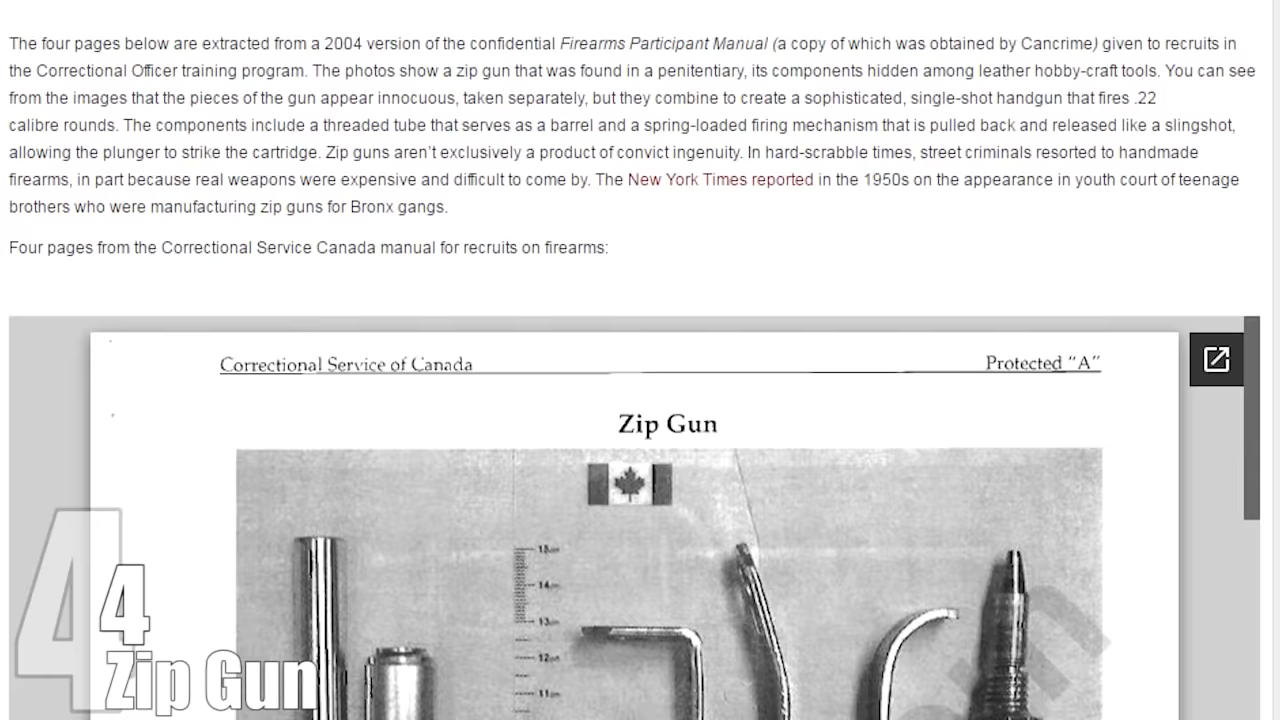 The four pages below are extracted from a 2004 version of the confidential Firearms Participant Manual (a copy of which was obtained by Cancrime) given to recruits in
the Correctional Officer training program. The photos show a zip gun that was found in a penitentiary, its components hidden among leather hobby-craft tools. You can see
from the images that the pieces of the gun appear innocuous, taken separately, but they combine to create a sophisticated, single-shot handgun that fires .22
calibre rounds. The components include a threaded tube that serves as a barrel and a spring-loaded firing mechanism that is pulled back and released like a slingshot,
allowing the plunger to strike the cartridge. Zip guns aren't exclusively a product of convict ingenuity. In hard-scrabble times, street criminals resorted to handmade
firearms, in part because real weapons were expensive and difficult to come by. The New York Times reported in the 1950s on the appearance in youth court of teenage
brothers who were manufacturing zip guns for Bronx gangs.
Four pages from the Correctional Service Canada manual for recruits on firearms:
Correctional Service of Canada Protected "A"
Zip Gun
15cm
14cm
13cm
12cm
11cm
4
4
Zip Gun